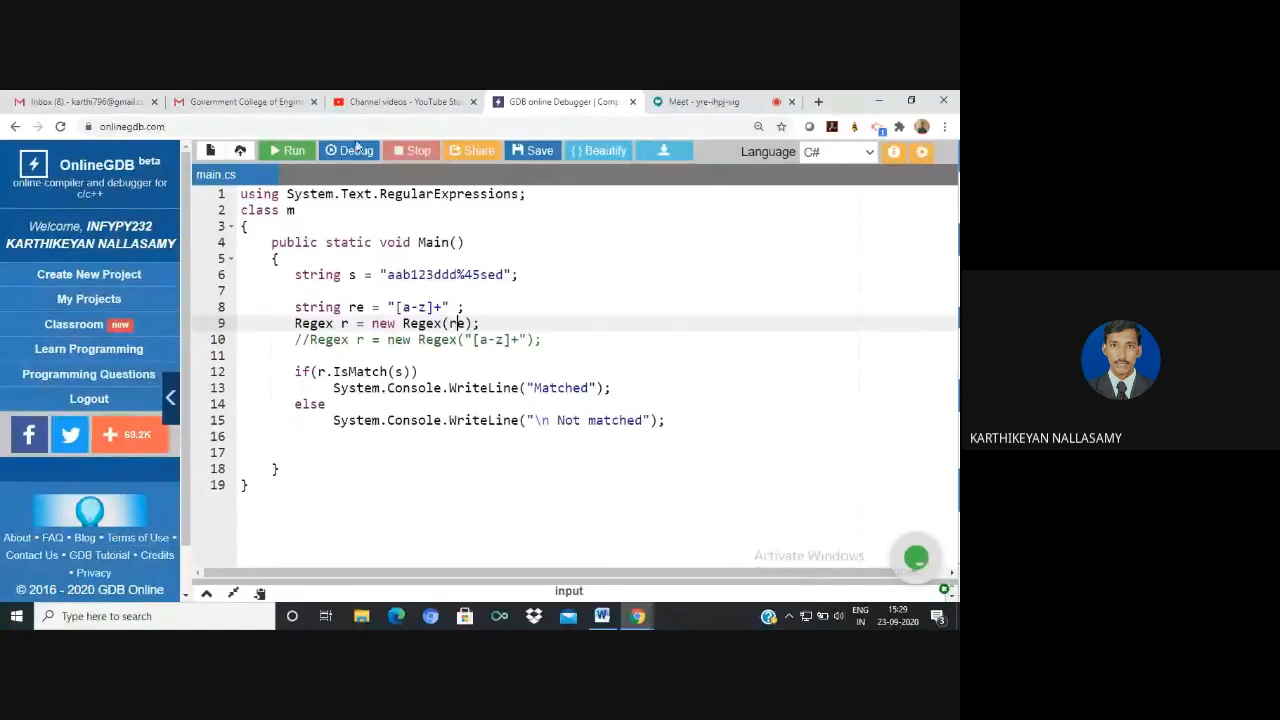 Inbox (8) - karthi796@gmail.c
Government College of Engin
Channel videos - YouTube Stu
GDB online Debugger | Comp
Meet - yre-ihpj-vig
onlinegdb.com
OnlineGDB beta
online compiler and debugger for
c/c++
Welcome, INFYPY232
KARTHIKEYAN NALLASAMY
Create New Project
My Projects
Classroom new
Learn Programming
Programming Questions
Logout
69.2K
About • FAQ • Blog • Terms of Use •
Contact Us • GDB Tutorial • Credits
• Privacy
© 2016 - 2020 GDB Online
Run
Debug
Stop
Share
Save
{ } Beautify
Language C#
main.cs
1 using System.Text.RegularExpressions;
2 class m
3 {
4 public static void Main()
5 {
6 string s = "aab123ddd%45sed";
7
8 string re = "[a-z]+" ;
9 Regex r = new Regex(re);
10 //Regex r = new Regex("[a-z]+");
11
12 if(r.IsMatch(s))
13 System.Console.WriteLine("Matched");
14 else
15 System.Console.WriteLine("\n Not matched");
16
17
18 }
19 }
Activate Windows
input
Type here to search
ENG
IN
15:29
23-09-2020
3
KARTHIKEYAN NALLASAMY